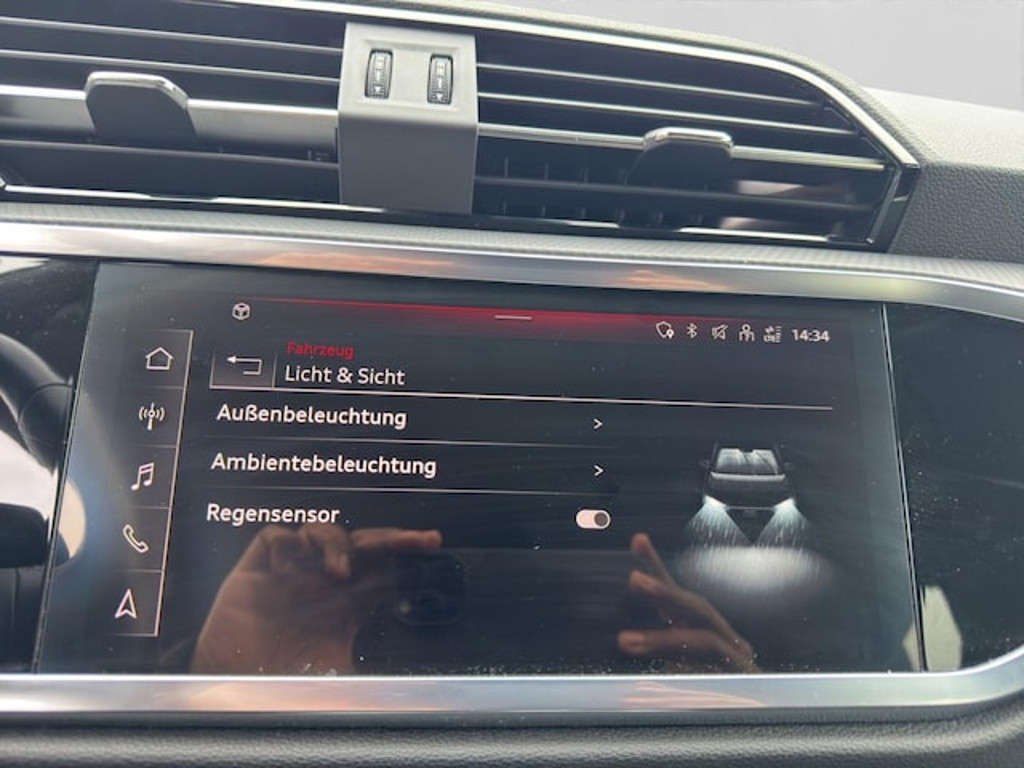 14:34
Fahrzeug
Licht & Sicht
Außenbeleuchtung
Ambientebeleuchtung
Regensensor